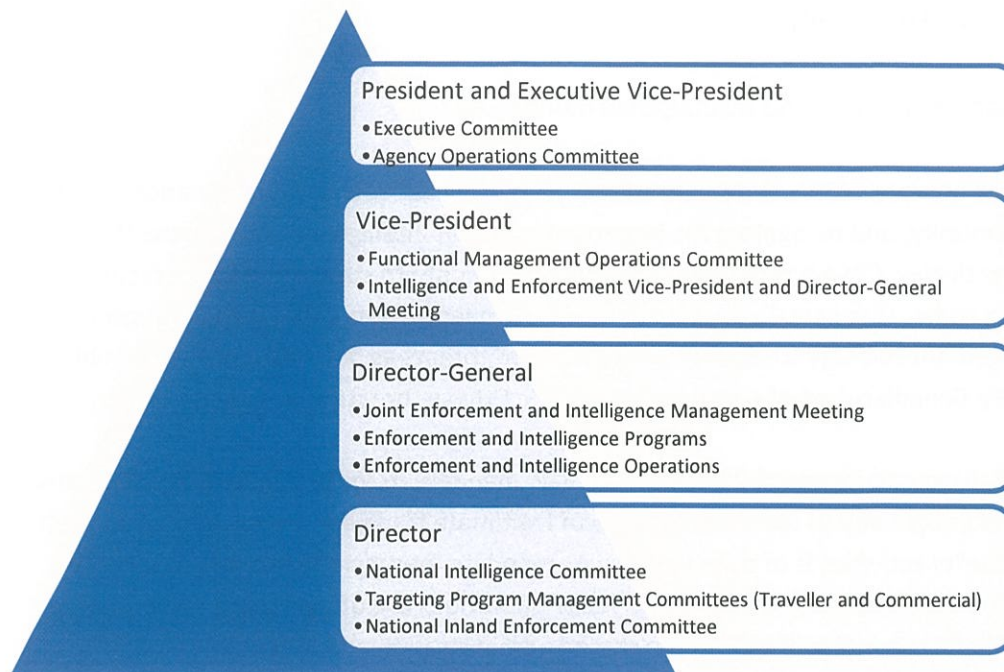 President and Executive Vice-President
• Executive Committee
• Agency Operations Committee
Vice-President
• Functional Management Operations Committee
• Intelligence and Enforcement Vice-President and Director-General
Meeting
Director-General
• Joint Enforcement and Intelligence Management Meeting
• Enforcement and Intelligence Programs
• Enforcement and Intelligence Operations
Director
• National Intelligence Committee
• Targeting Program Management Committees (Traveller and Commercial)
• National Inland Enforcement Committee